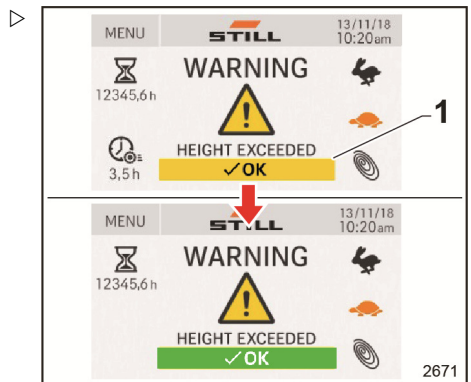 MENU STILL 13/11/18
10:20am
WARNING
12345,6h
1
HEIGHT EXCEEDED
3,5h ✓OK
MENU STILL 13/11/18
10:20am
WARNING
12345,6h
HEIGHT EXCEEDED
✓OK
2671